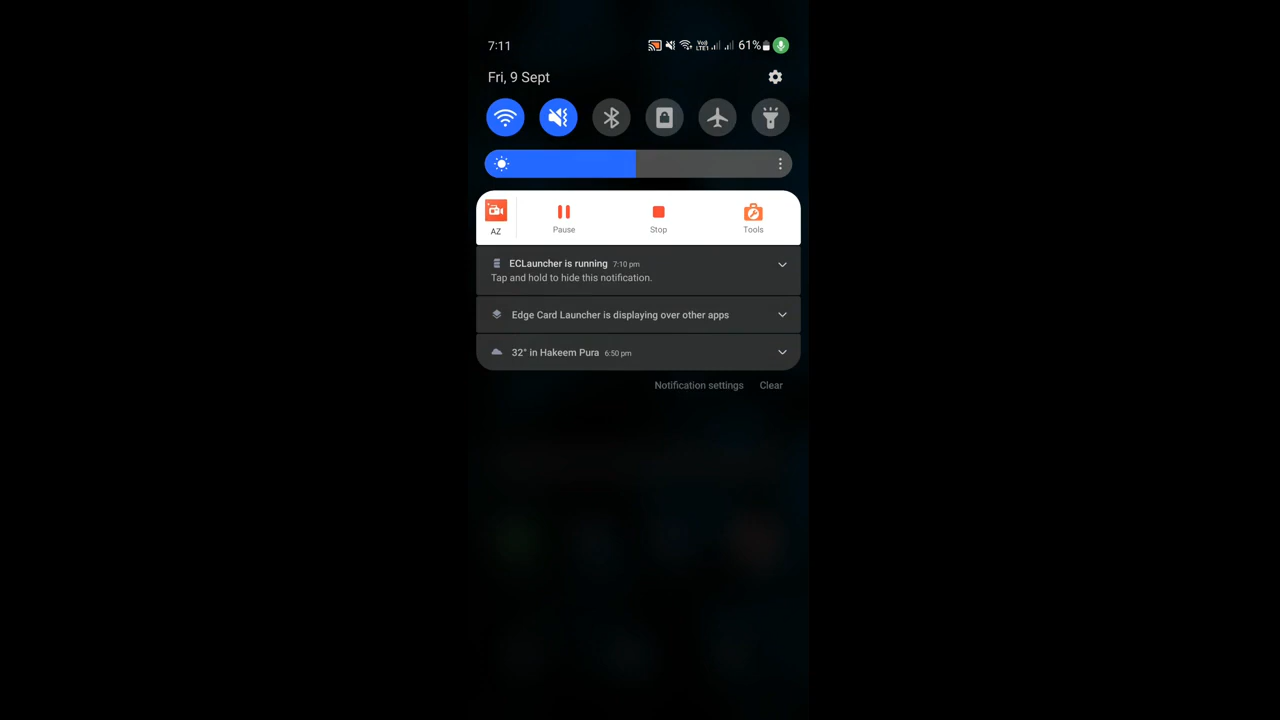 7:11 Vo) LTE1 61%
Fri, 9 Sept
AZ Pause Stop Tools
ECLauncher is running 7:10 pm
Tap and hold to hide this notification.
Edge Card Launcher is displaying over other apps
32° in Hakeem Pura 6:50 pm
Notification settings Clear